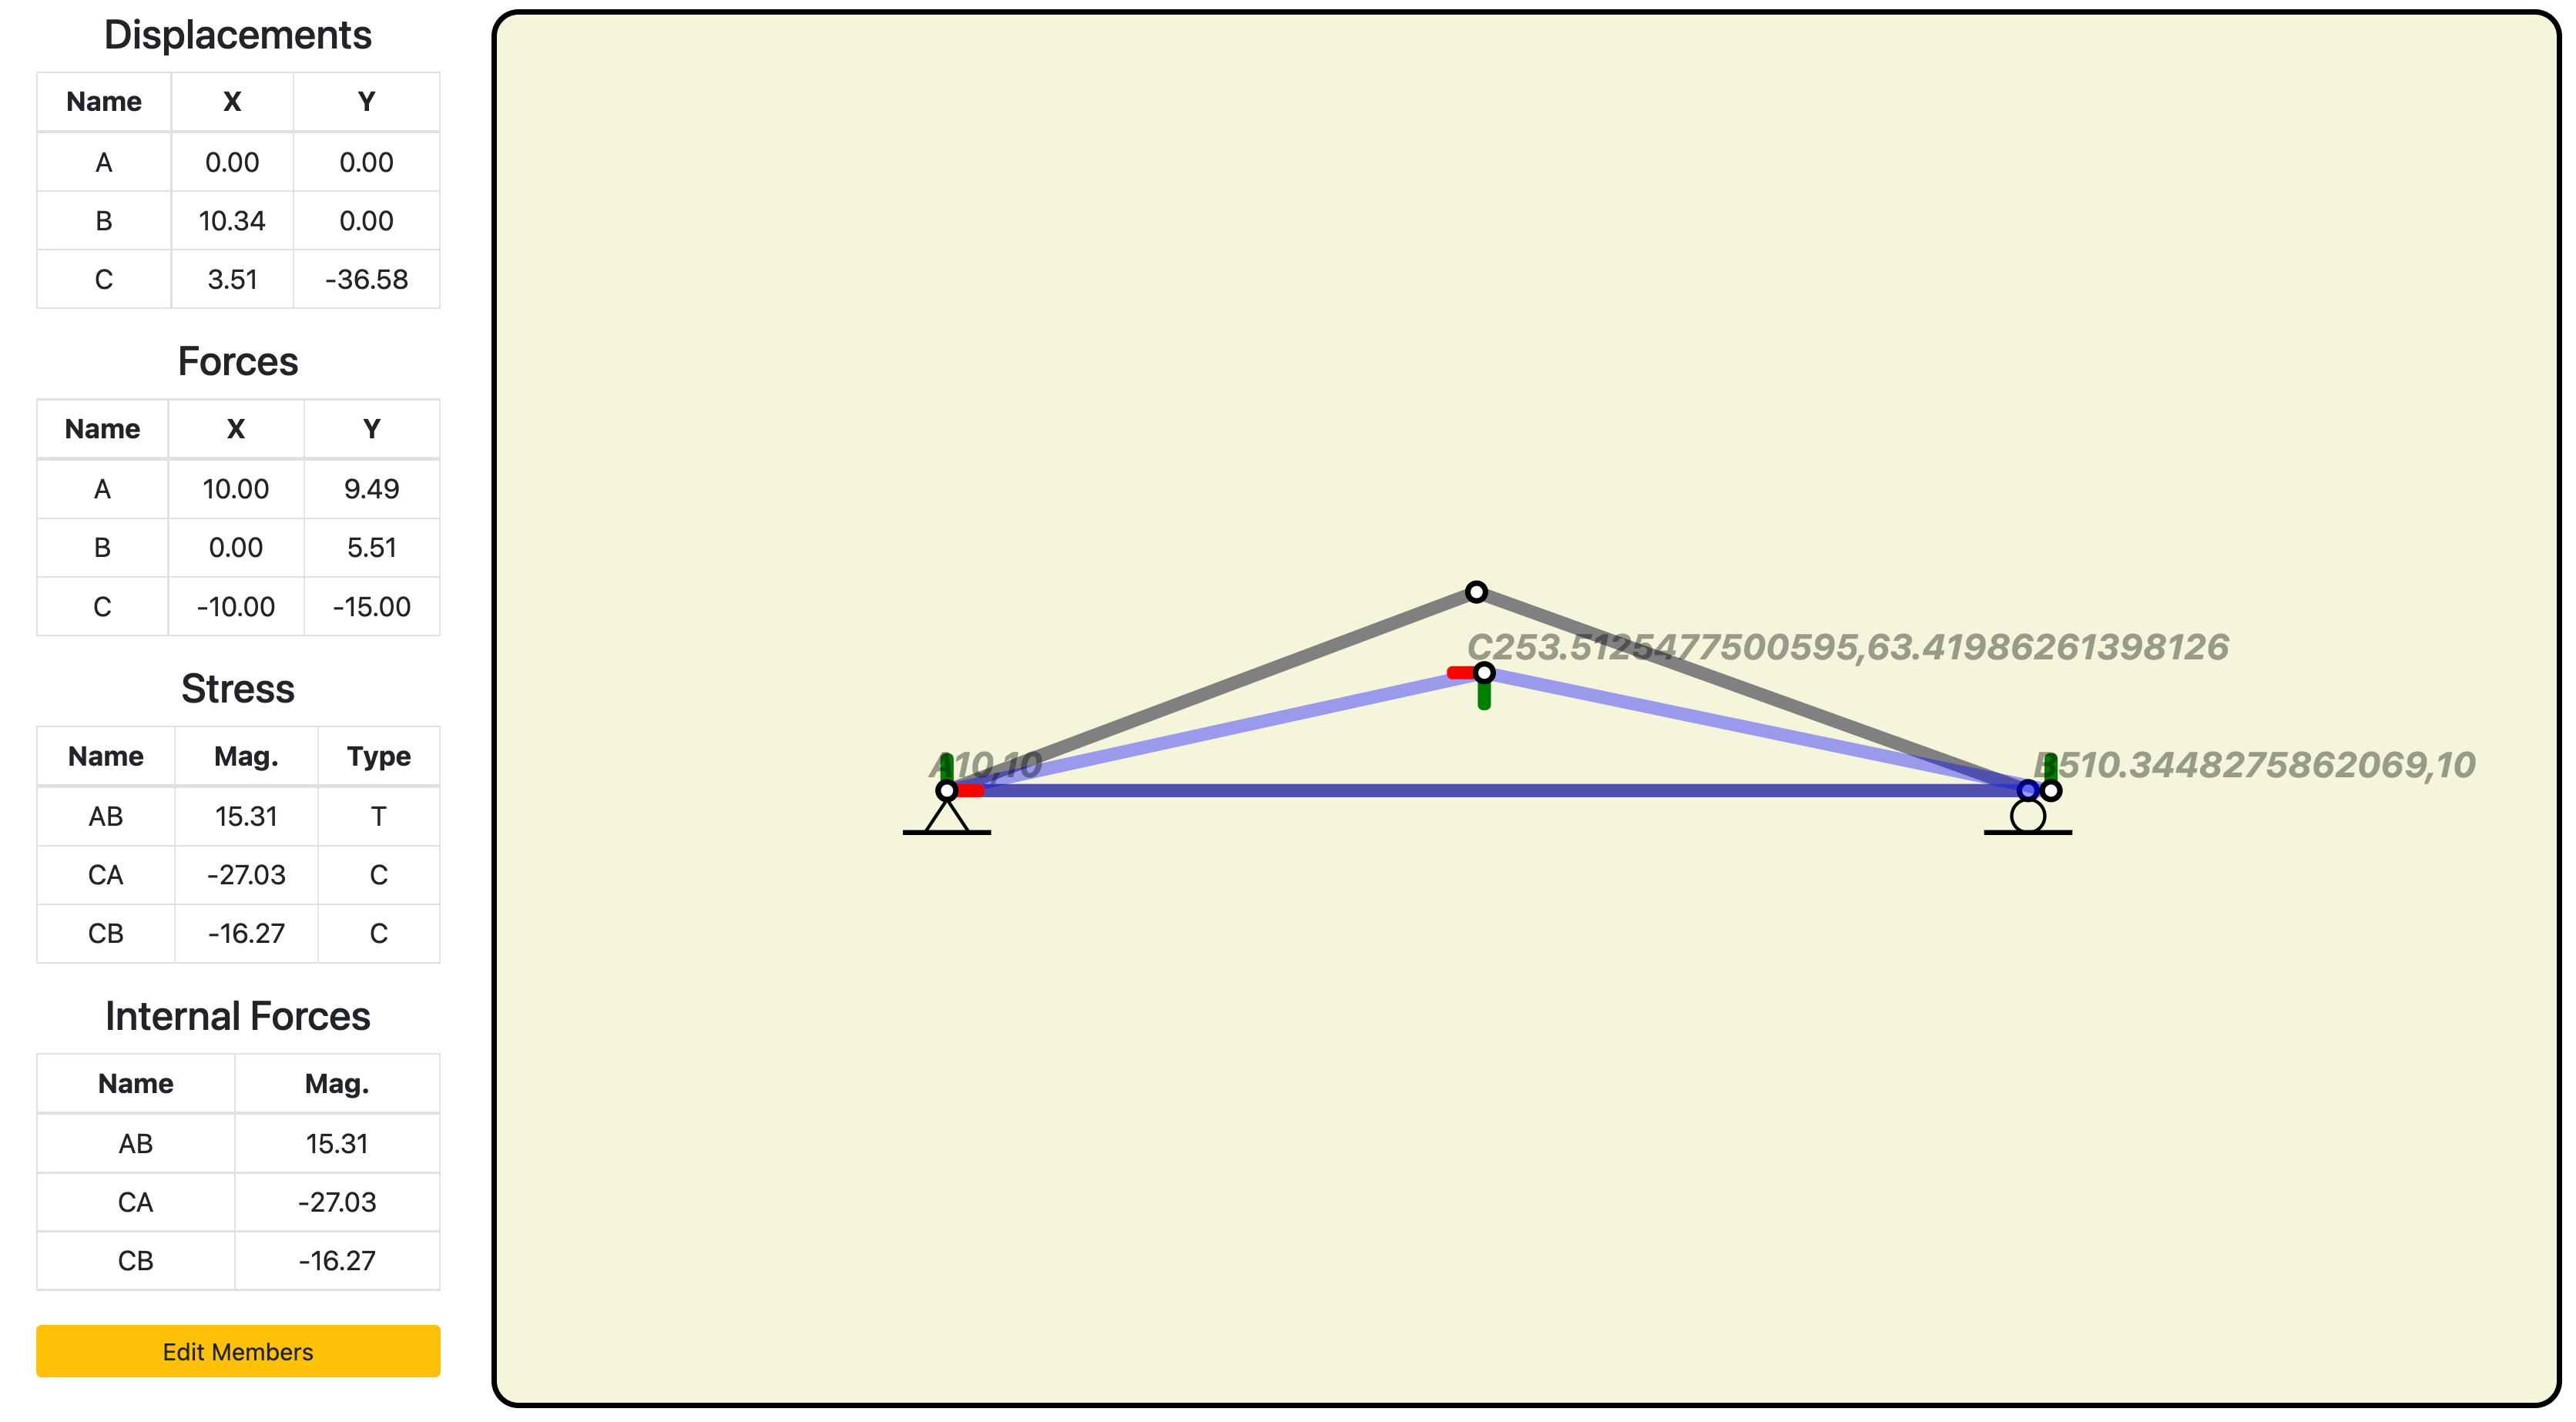 Displacements
Name X Y
A 0.00 0.00
B 10.34 0.00
C 3.51 -36.58
Forces
Name X Y
A 10.00 9.49
B 0.00 5.51
C -10.00 -15.00
Stress
Name Mag. Type
AB 15.31 T
CA -27.03 C
CB -16.27 C
Internal Forces
Name Mag.
AB 15.31
CA -27.03
CB -16.27
Edit Members
C253.5125477500595,63.41986261398126
A10,10
B510.3448275862069,10